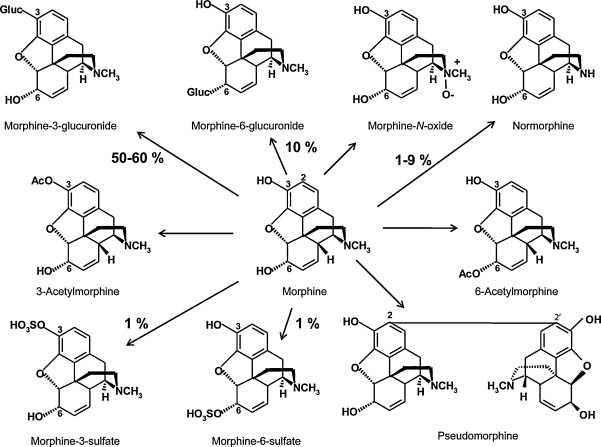 Gluc
3
O
HO
6
NCH₃
H
Morphine-3-glucuronide
HO
3
O
Gluc
6
NCH₃
H
Morphine-6-glucuronide
HO
3
O
HO
6
+
NCH₃
O-
H
Morphine-N-oxide
HO
3
O
HO
6
NH
H
Normorphine
50-60 %
10 %
1-9 %
AcO
3
O
HO
6
NCH₃
H
3-Acetylmorphine
HO
3
2
O
HO
6
NCH₃
H
Morphine
HO
3
O
AcO
6
NCH₃
H
6-Acetylmorphine
1 %
1 %
HO₃SO
3
O
HO
6
NCH₃
H
Morphine-3-sulfate
HO
3
O
HO₃SO
6
NCH₃
H
Morphine-6-sulfate
HO
2
O
HO
NCH₃
H
2'
OH
O
NCH₃
H
OH
Pseudomorphine